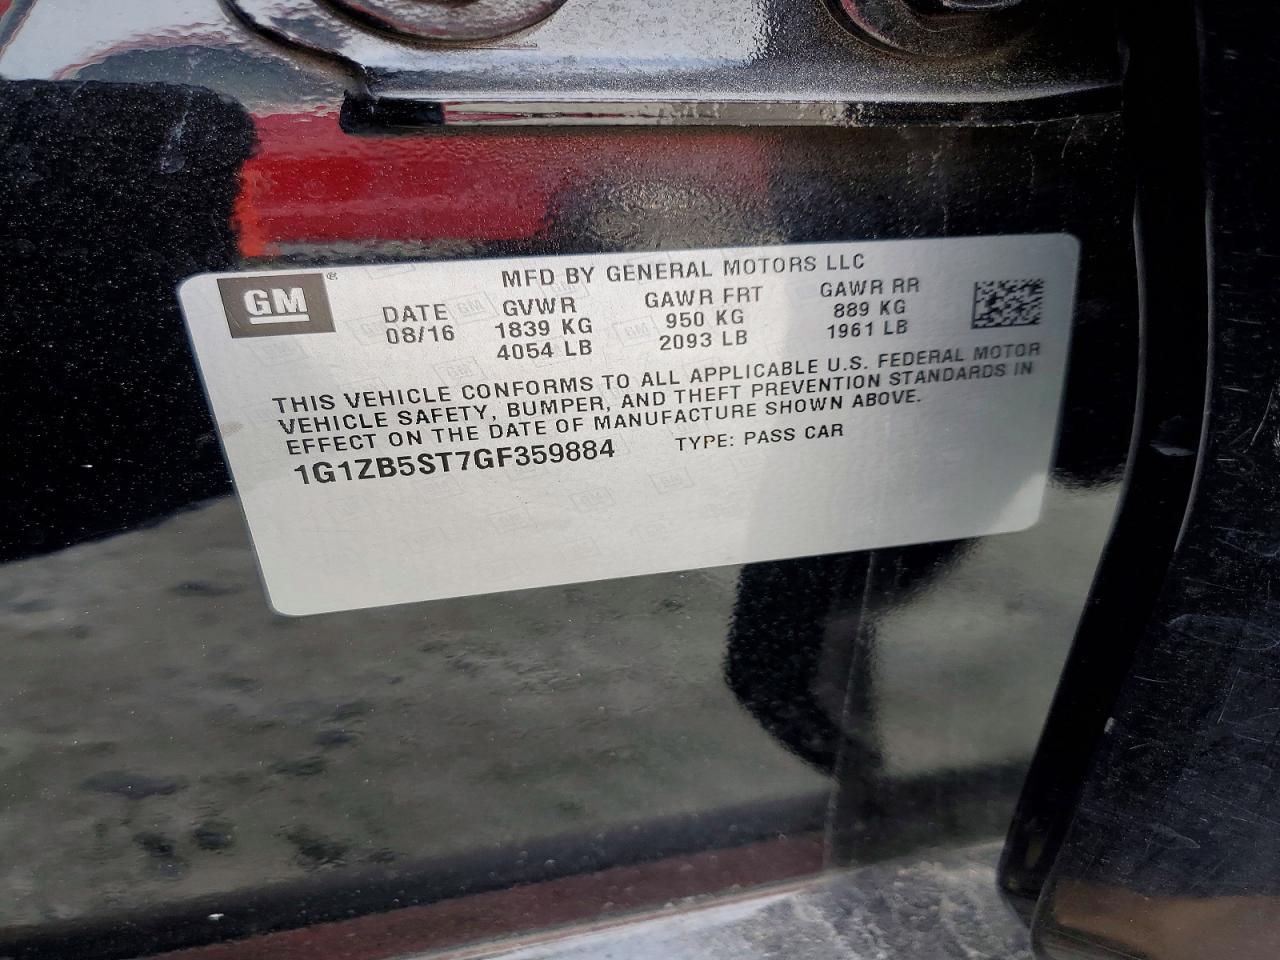 GM
MFD BY GENERAL MOTORS LLC
DATE GVWR GAWR FRT GAWR RR
08/16 1839 KG 950 KG 889 KG
4054 LB 2093 LB 1961 LB
THIS VEHICLE CONFORMS TO ALL APPLICABLE U.S. FEDERAL MOTOR
VEHICLE SAFETY, BUMPER, AND THEFT PREVENTION STANDARDS IN
EFFECT ON THE DATE OF MANUFACTURE SHOWN ABOVE.
1G1ZB5ST7GF359884 TYPE: PASS CAR